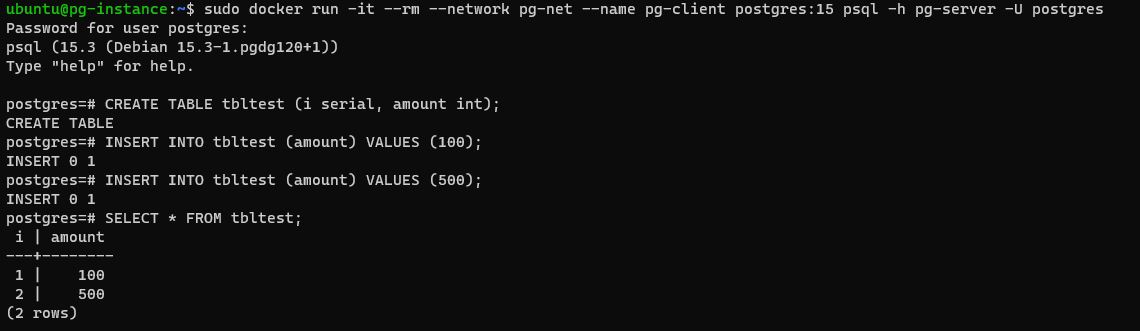 ubuntu@pg-instance:~$ sudo docker run -it --rm --network pg-net --name pg-client postgres:15 psql -h pg-server -U postgres
Password for user postgres:
psql (15.3 (Debian 15.3-1.pgdg120+1))
Type "help" for help.

postgres=# CREATE TABLE tbltest (i serial, amount int);
CREATE TABLE
postgres=# INSERT INTO tbltest (amount) VALUES (100);
INSERT 0 1
postgres=# INSERT INTO tbltest (amount) VALUES (500);
INSERT 0 1
postgres=# SELECT * FROM tbltest;
 i | amount
---+--------
 1 |    100
 2 |    500
(2 rows)